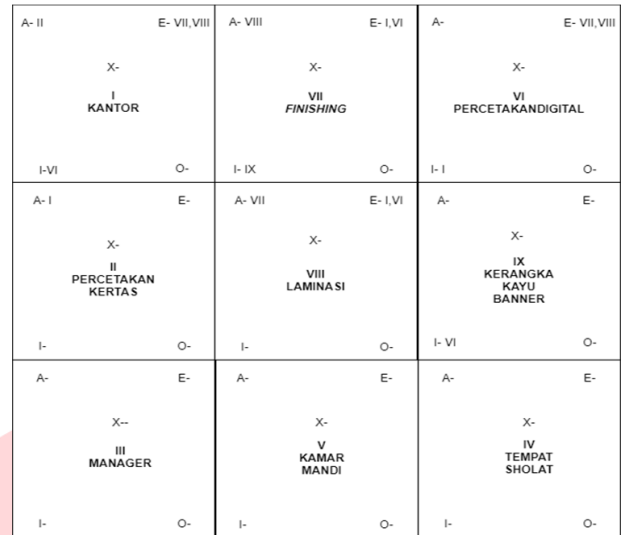 A- II E- VII,VIII
X-
I
KANTOR
I-VI O-
A- VIII E- I,VI
X-
VII
FINISHING
I- IX O-
A- E- VII,VIII
X-
VI
PERCETAKANDIGITAL
I- I O-
A- I E-
X-
II
PERCETAKAN
KERTAS
I- O-
A- VII E- I,VI
X-
VIII
LAMINASI
I- O-
A- E-
X-
IX
KERANGKA
KAYU
BANNER
I- VI O-
A- E-
X--
III
MANAGER
I- O-
A- E-
X-
V
KAMAR
MANDI
I- O-
A- E-
X-
IV
TEMPAT
SHOLAT
I- O-